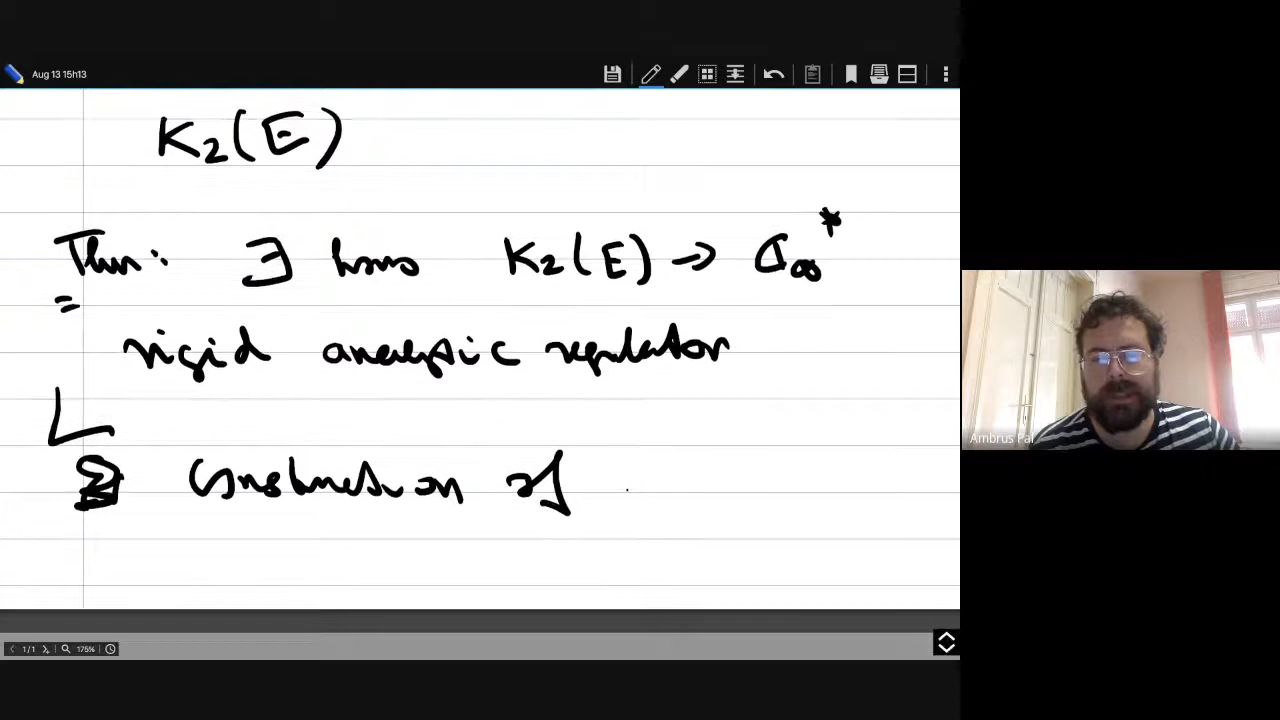 Aug 13 15h13
K₂(E)
Thm: ∃ hom K₂(E) → ℂ∞*
rigid analytic regulator
Construction of
Ambrus Pal
1/1 175%